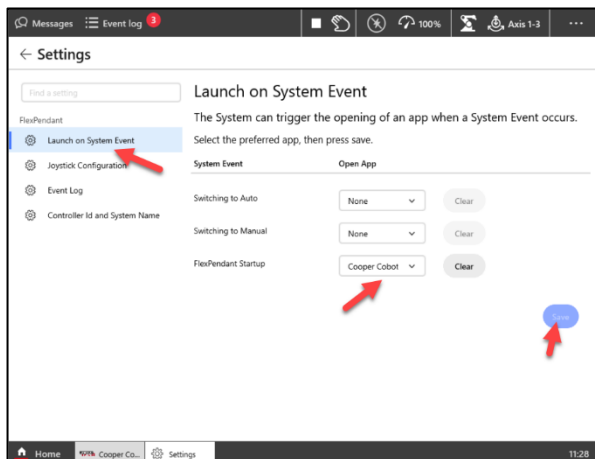 Messages Event log 3 100% Axis 1-3 ...
← Settings
Find a setting
Launch on System Event
The System can trigger the opening of an app when a System Event occurs.
FlexPendant
Select the preferred app, then press save.
Launch on System Event
System Event Open App
Joystick Configuration
Event Log
Switching to Auto None Clear
Controller Id and System Name
Switching to Manual None Clear
FlexPendant Startup Cooper Cobot Clear
Save
Home Cooper Co... Settings 11:28